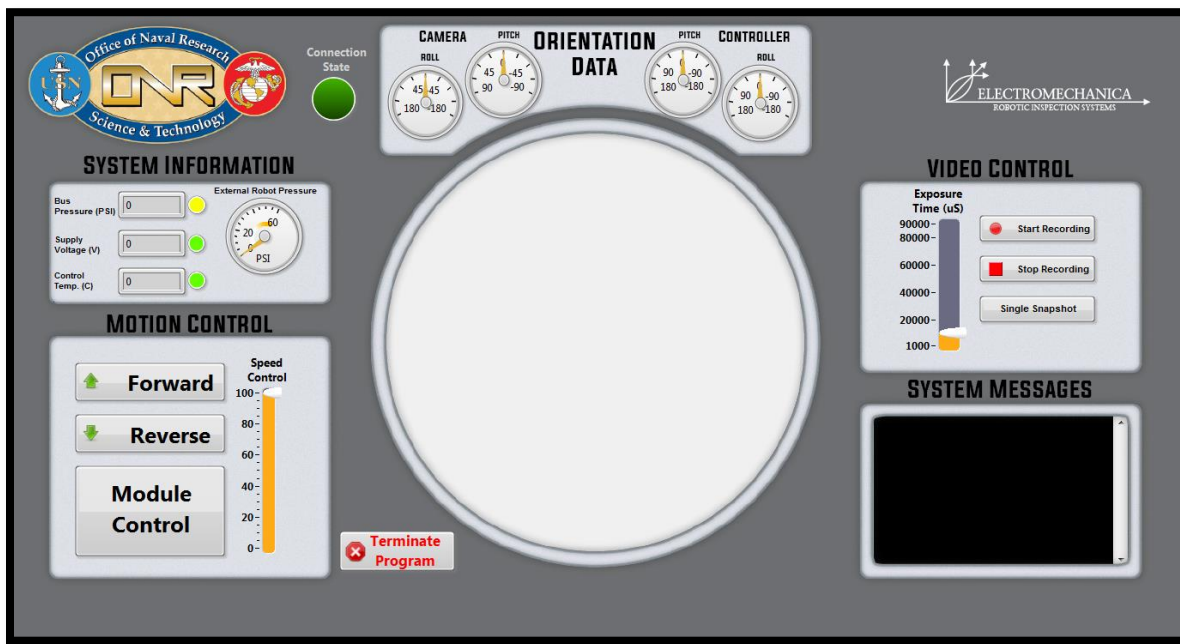 Office of Naval Research
USN
ONR
Science & Technology
Connection
State
CAMERA
ROLL
45 45
180 -180
PITCH
0
45 -45
90 -90
ORIENTATION
DATA
PITCH
0
90 -90
180 -180
CONTROLLER
ROLL
0
90 -90
180 -180
ELECTROMECHANICA
ROBOTIC INSPECTION SYSTEMS
SYSTEM INFORMATION
Bus
Pressure (PSI)
0
Supply
Voltage (V)
0
Control
Temp. (C)
0
External Robot Pressure
60
20
0
PSI
MOTION CONTROL
Forward
Reverse
Module
Control
Speed
Control
100
80
60
40
20
0
Terminate
Program
VIDEO CONTROL
Exposure
Time (uS)
90000
80000
60000
40000
20000
1000
Start Recording
Stop Recording
Single Snapshot
SYSTEM MESSAGES